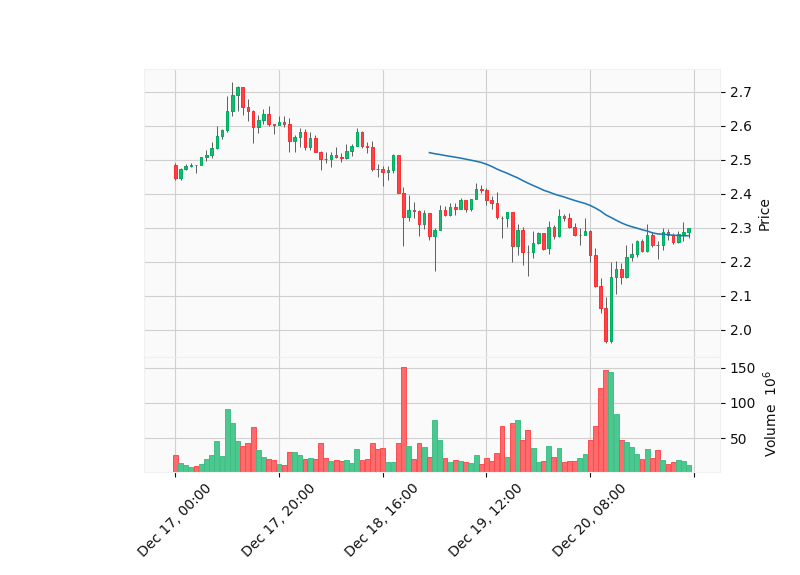 2.7
2.6
2.5
2.4
2.3
2.2
2.1
2.0
Price
150
100
50
Volume 10⁶
Dec 17, 00:00
Dec 17, 20:00
Dec 18, 16:00
Dec 19, 12:00
Dec 20, 08:00